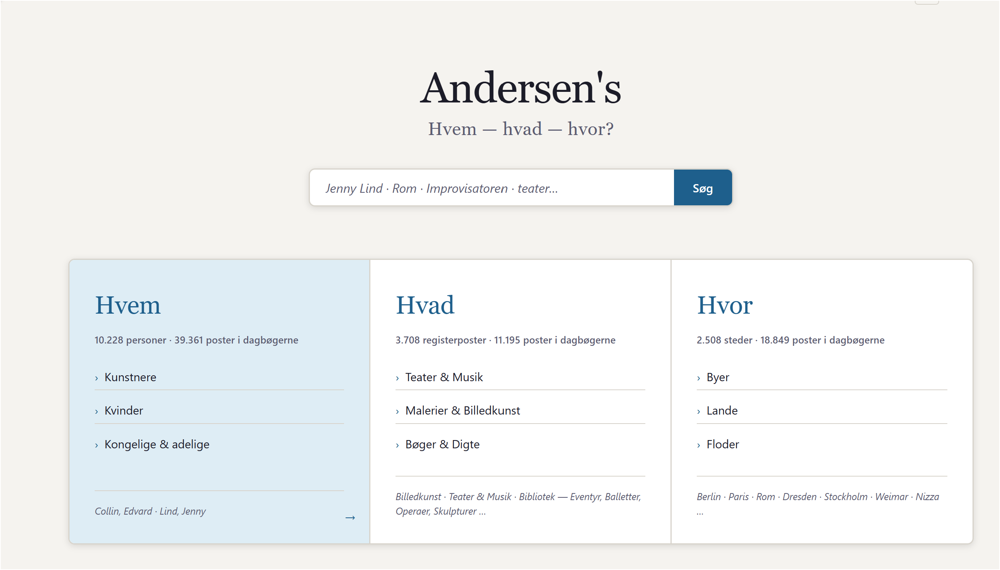 Andersen's
Hvem — hvad — hvor?
Jenny Lind · Rom · Improvisatoren · teater...
Søg
Hvem
10.228 personer · 39.361 poster i dagbøgerne
› Kunstnere
› Kvinder
› Kongelige & adelige
Collin, Edvard · Lind, Jenny
→
Hvad
3.708 registerposter · 11.195 poster i dagbøgerne
› Teater & Musik
› Malerier & Billedkunst
› Bøger & Digte
Billedkunst · Teater & Musik · Bibliotek — Eventyr, Balletter,
Operaer, Skulpturer ...
Hvor
2.508 steder · 18.849 poster i dagbøgerne
› Byer
› Lande
› Floder
Berlin · Paris · Rom · Dresden · Stockholm · Weimar · Nizza
...